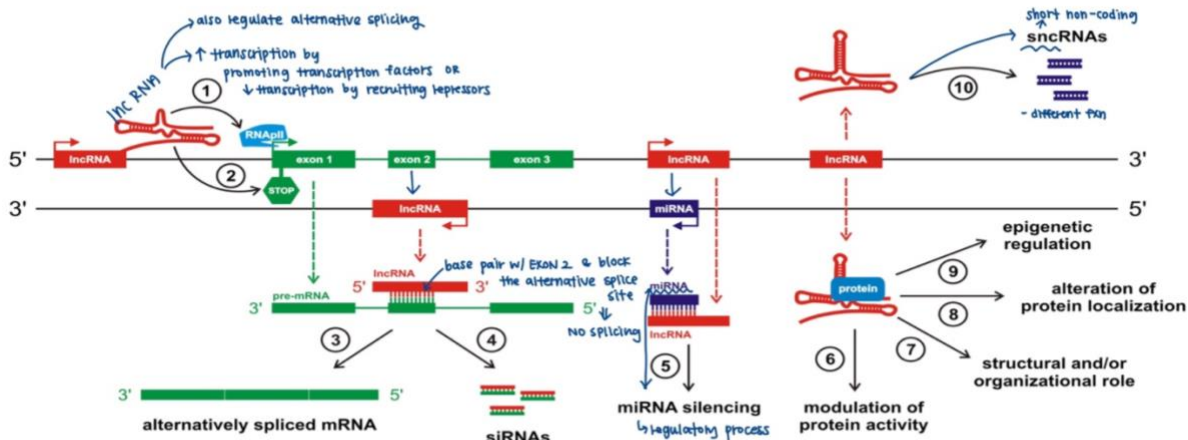 also regulate alternative splicing
↑ transcription by
promoting transcription factors OR
↓ transcription by recruiting repressors
lnc RNA
1
2
RNApII
STOP
5'
lncRNA
exon 1
exon 2
exon 3
lncRNA
lncRNA
3'
3'
lncRNA
miRNA
5'
short non-coding
sncRNAs
10
- different fxn
base pair w/ EXON 2 & block
the alternative splice
site
NO splicing
lncRNA
5'
3'
pre-mRNA
3'
5'
3
4
3'
5'
alternatively spliced mRNA
siRNAs
miRNA
lncRNA
5
miRNA silencing
↳ regulatory process
protein
epigenetic
regulation
9
alteration of
protein localization
8
7
structural and/or
organizational role
6
modulation of
protein activity